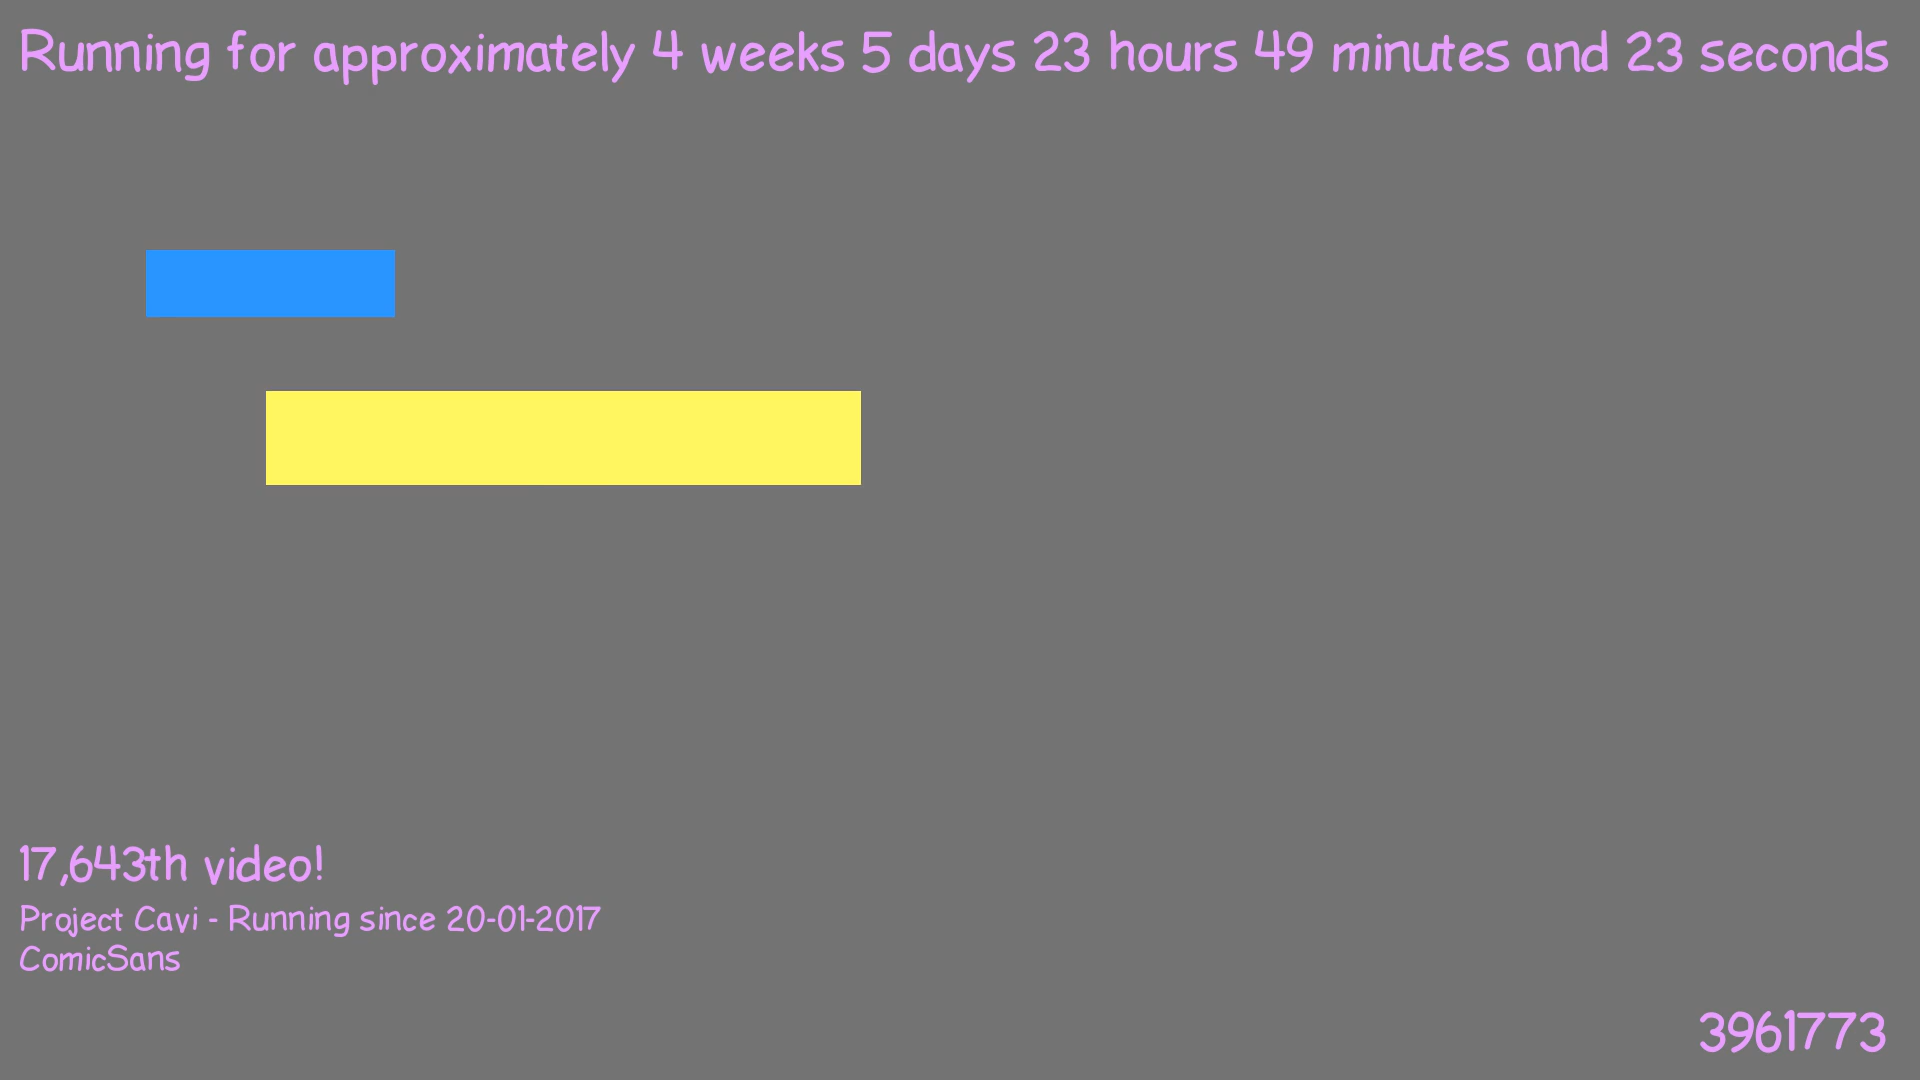 Running for approximately 4 weeks 5 days 23 hours 49 minutes and 23 seconds
17,643th video!
Project Cavi - Running since 20-01-2017
ComicSans
3961773